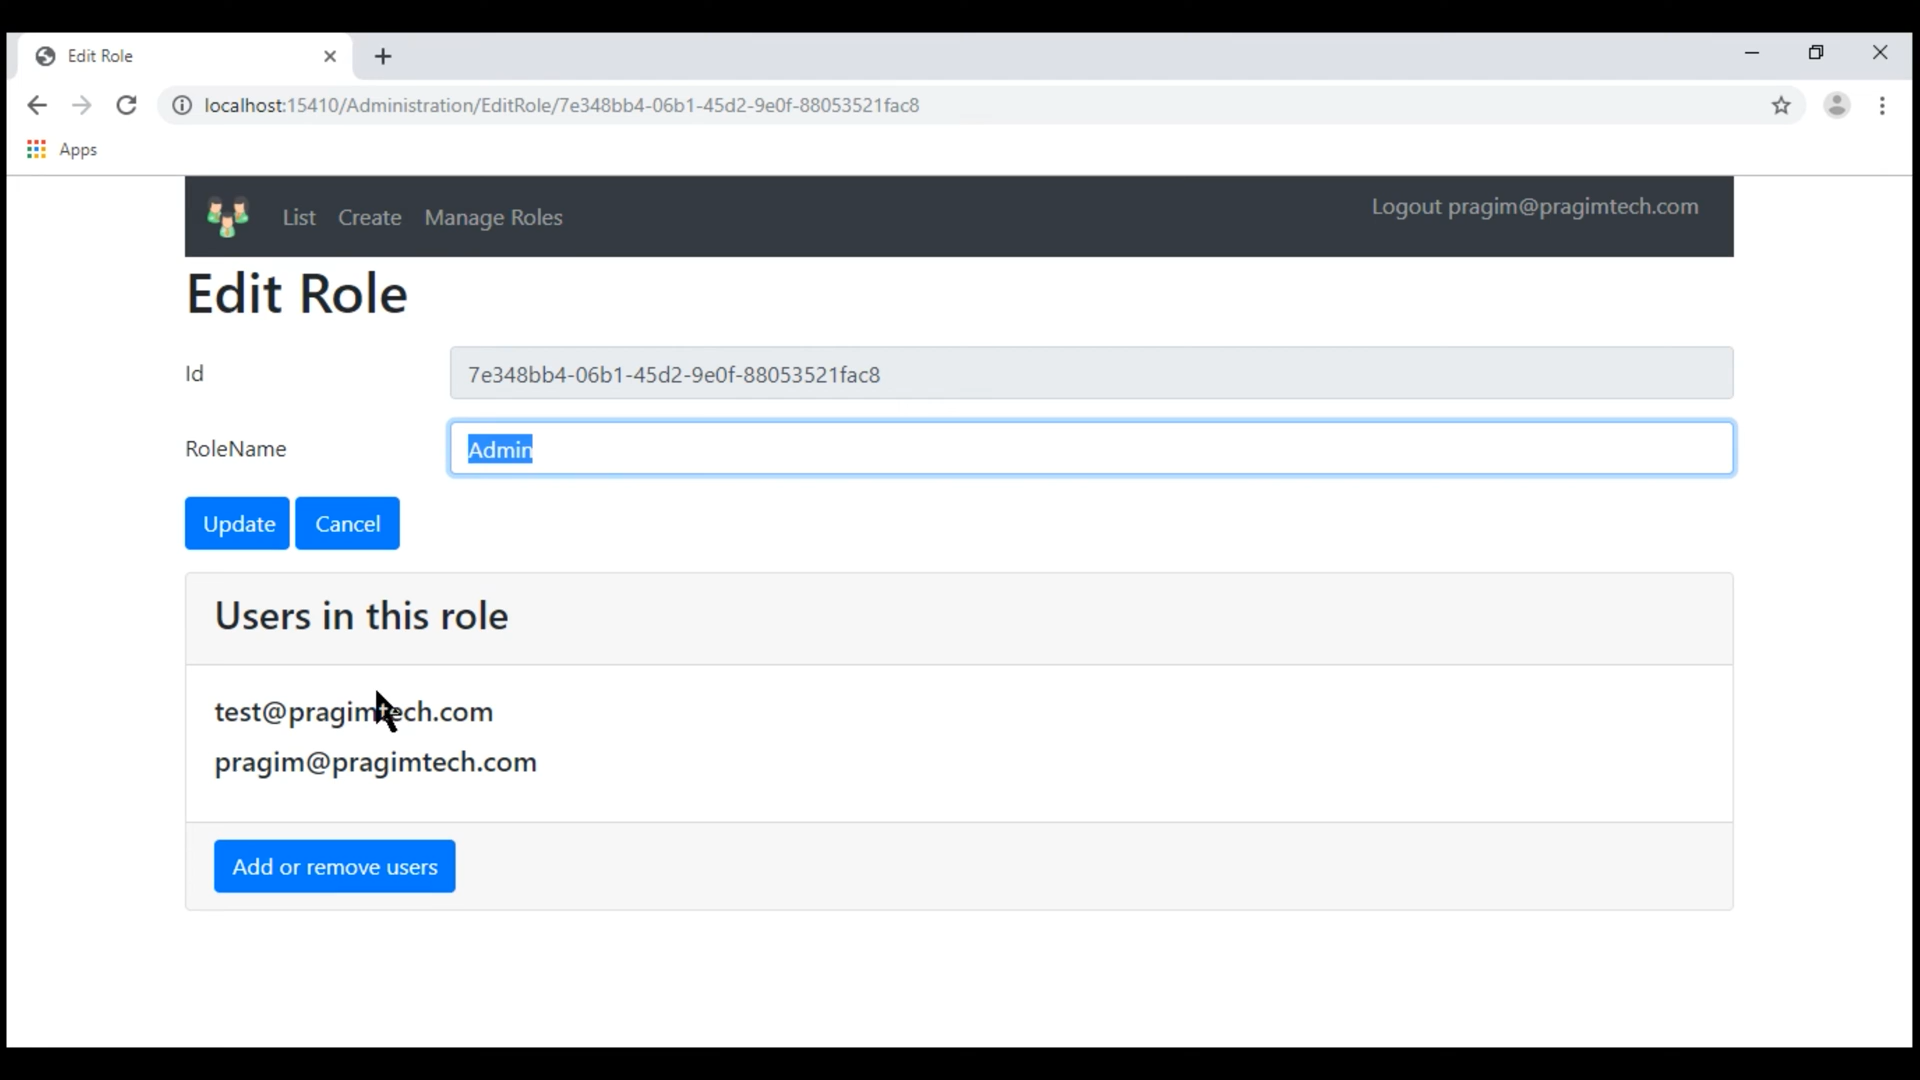 Edit Role
localhost:15410/Administration/EditRole/7e348bb4-06b1-45d2-9e0f-88053521fac8
Apps
List Create Manage Roles Logout pragim@pragimtech.com
Edit Role
Id 7e348bb4-06b1-45d2-9e0f-88053521fac8
RoleName Admin
Update Cancel
Users in this role
test@pragimtech.com
pragim@pragimtech.com
Add or remove users